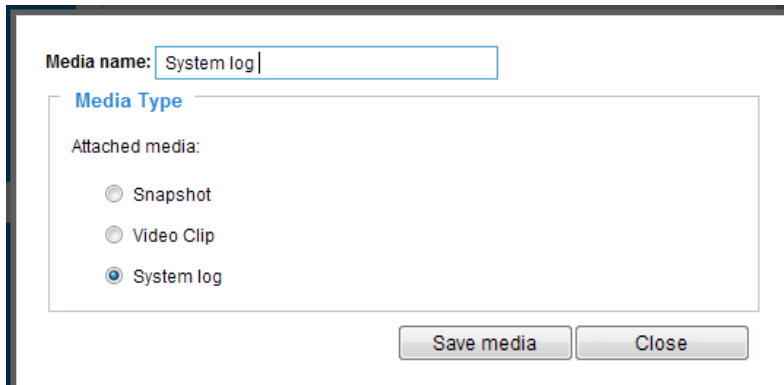 Media name: System log
Media Type
Attached media:
Snapshot
Video Clip
System log
Save media Close